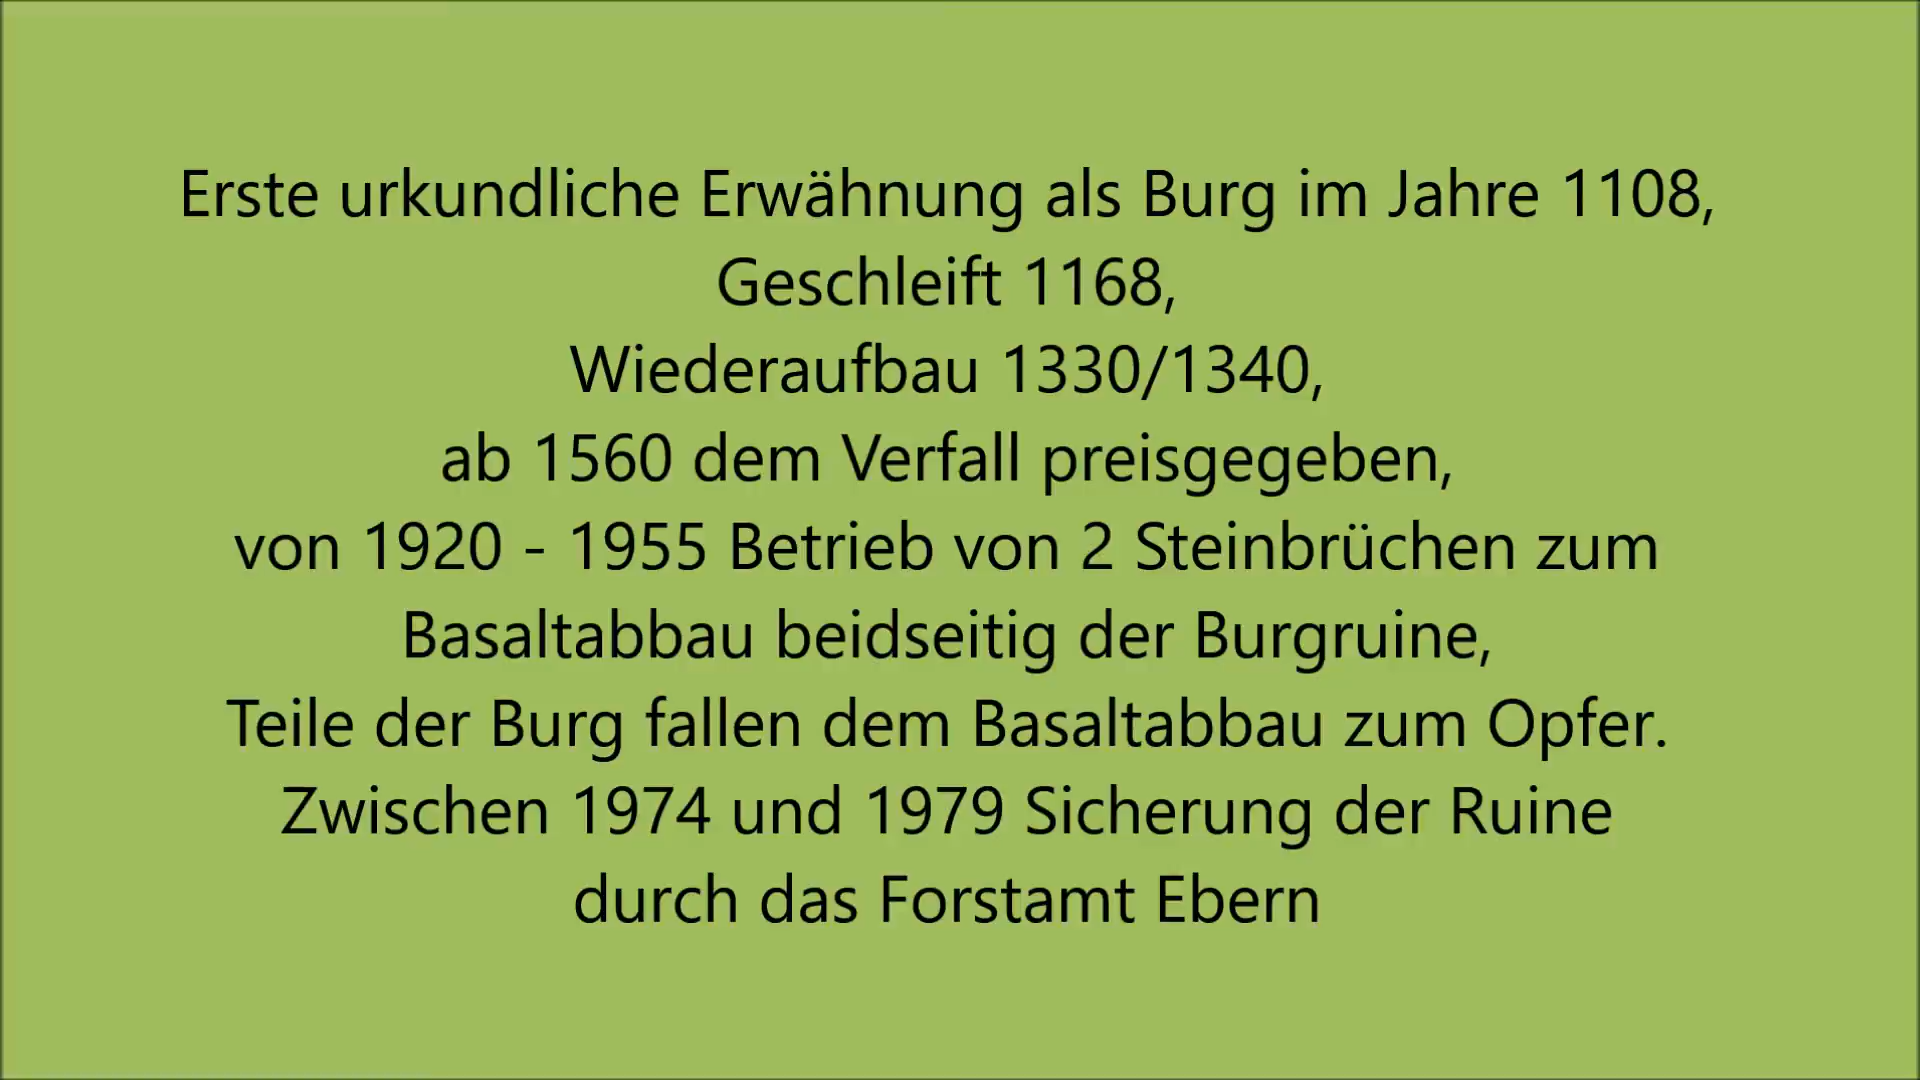 Erste urkundliche Erwähnung als Burg im Jahre 1108,
Geschleift 1168,
Wiederaufbau 1330/1340,
ab 1560 dem Verfall preisgegeben,
von 1920 - 1955 Betrieb von 2 Steinbrüchen zum
Basaltabbau beidseitig der Burgruine,
Teile der Burg fallen dem Basaltabbau zum Opfer.
Zwischen 1974 und 1979 Sicherung der Ruine
durch das Forstamt Ebern